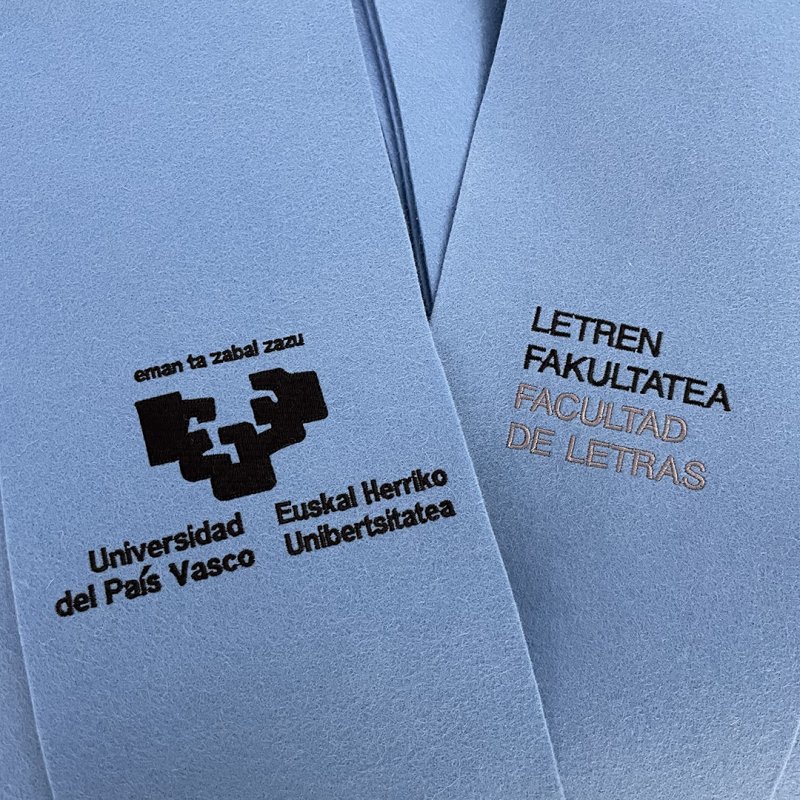 eman ta zabal zazu
Universidad
del País Vasco
Euskal Herriko
Unibertsitatea
LETREN
FAKULTATEA
FACULTAD
DE LETRAS